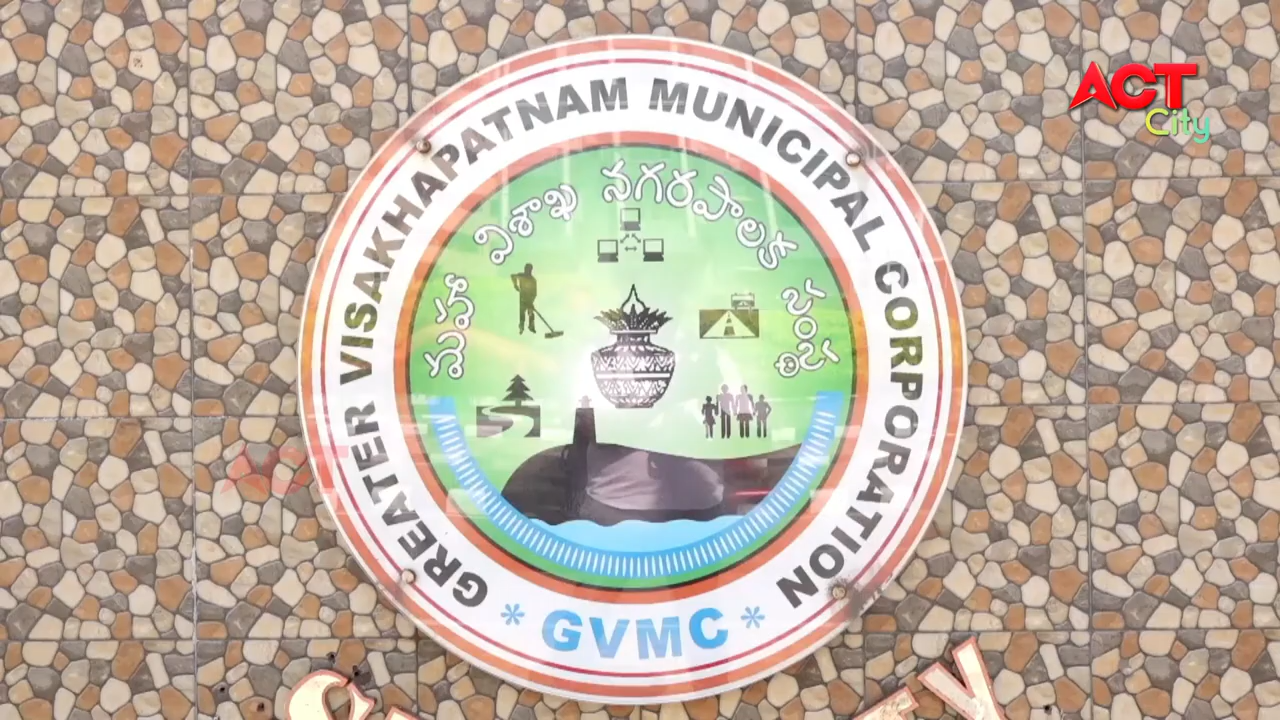 ACT
City
GREATER VISAKHAPATNAM MUNICIPAL CORPORATION
మహా విశాఖ నగరపాలక సంస్థ
* GVMC *